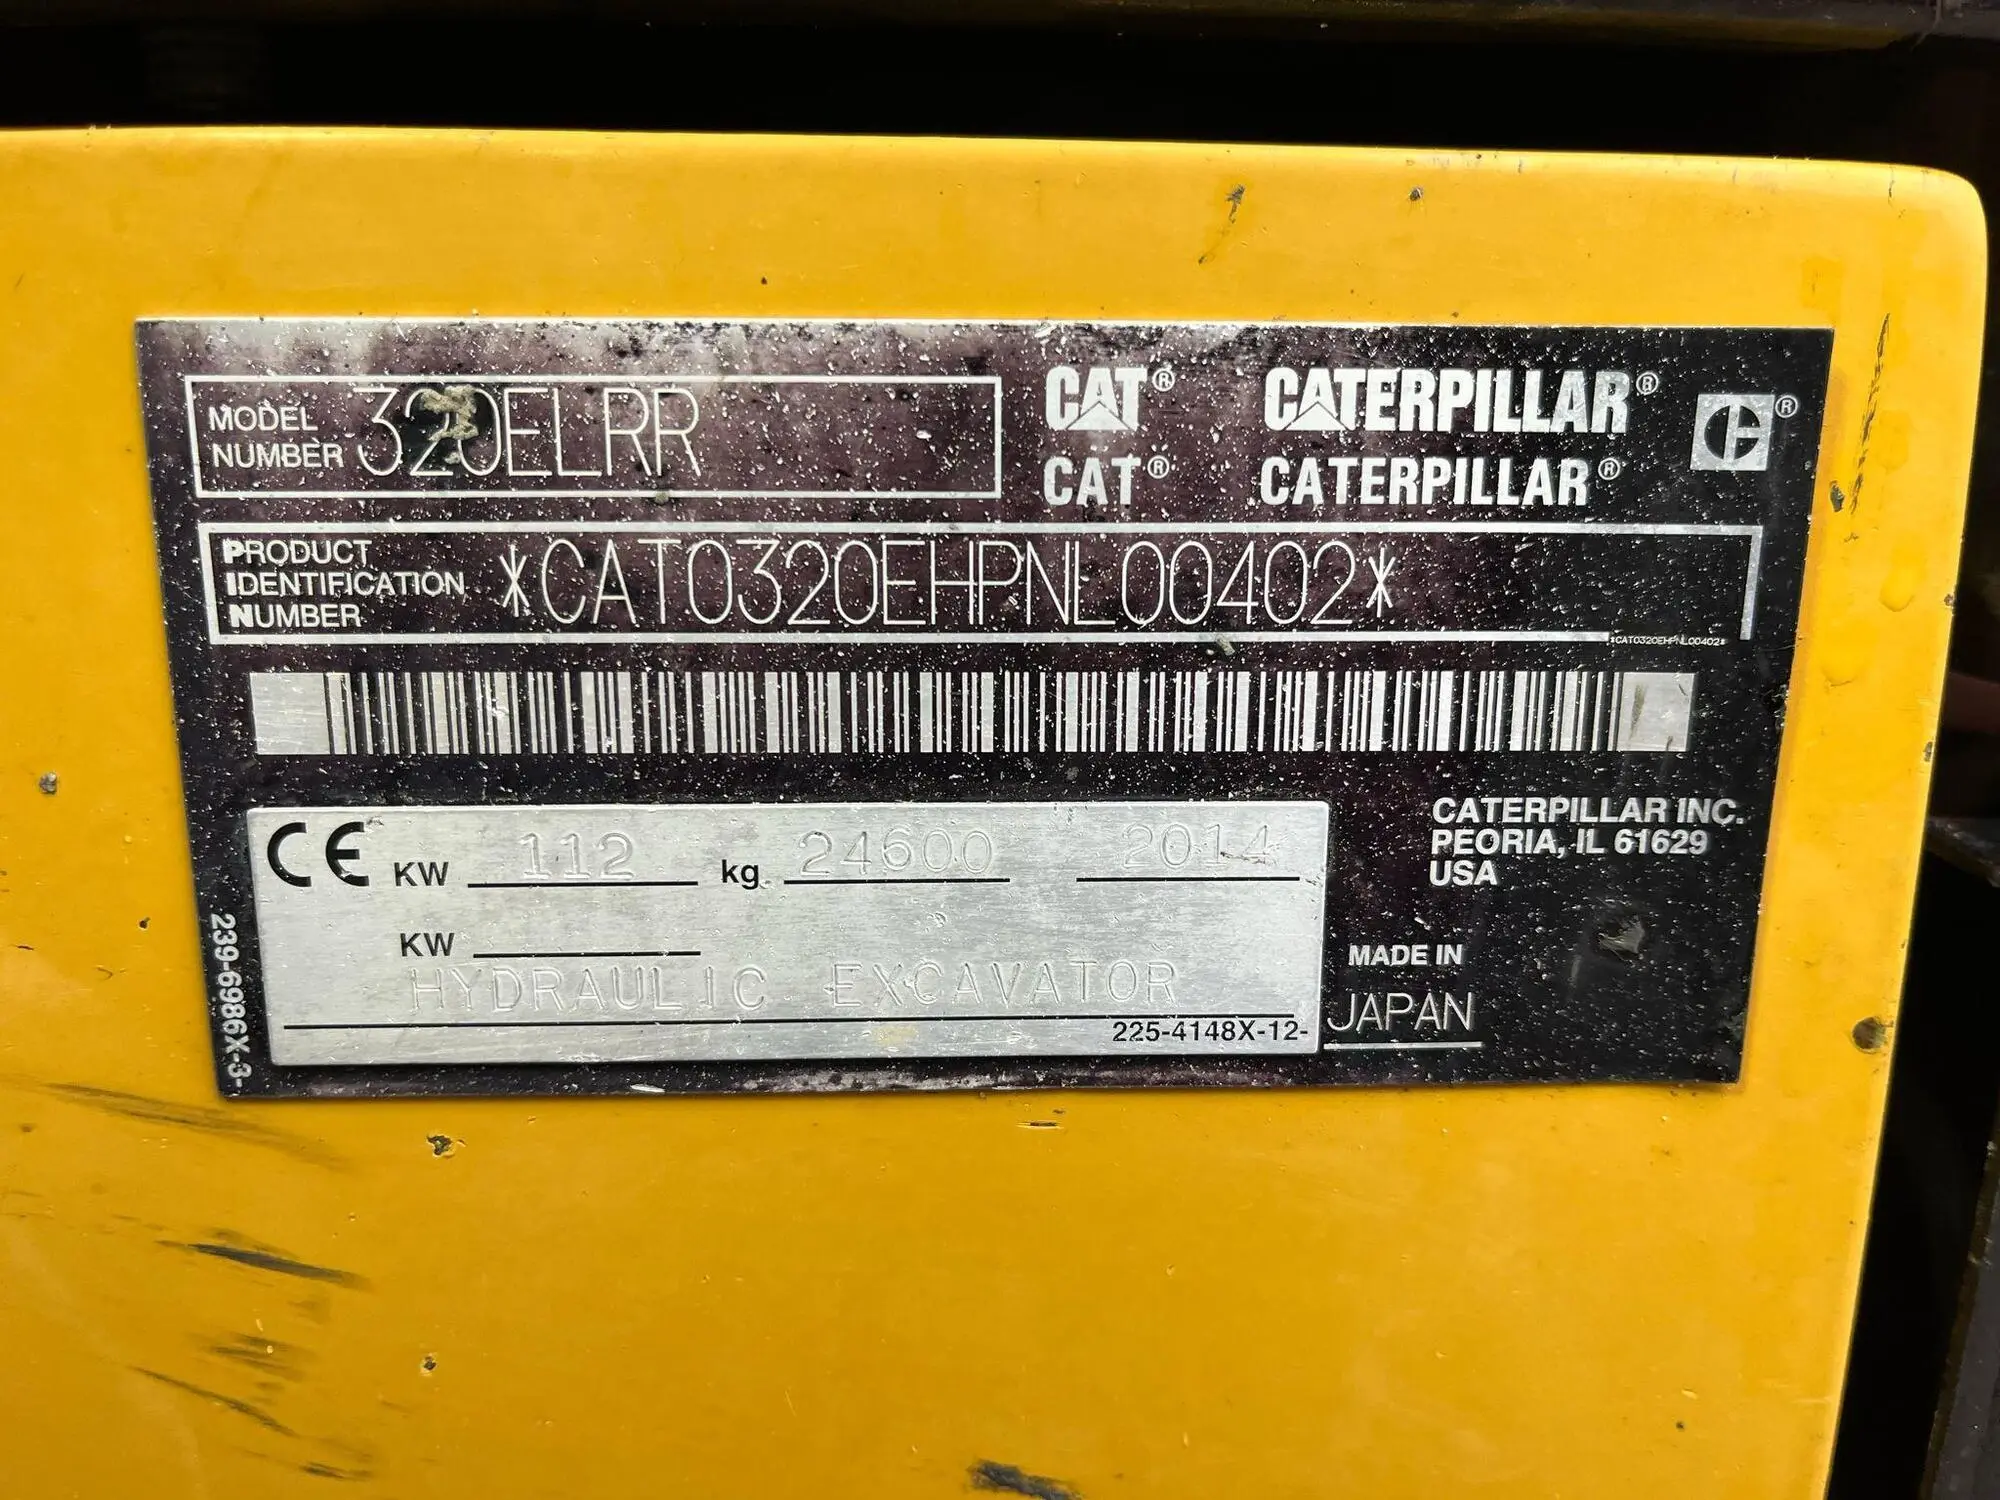 MODEL NUMBER 320ELRR
CAT® CATERPILLAR®
CAT® CATERPILLAR®
PRODUCT IDENTIFICATION NUMBER *CAT0320EHPNL00402*
*CAT0320EHPNL00402*
CE KW 112 kg 24600 2014
KW
HYDRAULIC EXCAVATOR
225-4148X-12-
CATERPILLAR INC.
PEORIA, IL 61629
USA
MADE IN
JAPAN
239-6986X-3-